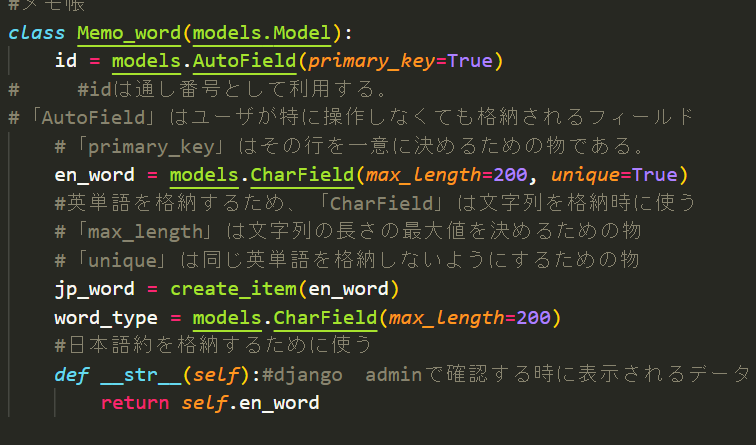 #メモ帳
class Memo_word(models.Model):
    id = models.AutoField(primary_key=True)
#     #idは通し番号として利用する。
#「AutoField」はユーザが特に操作しなくても格納されるフィールド
    #「primary_key」はその行を一意に決めるための物である。
    en_word = models.CharField(max_length=200, unique=True)
    #英単語を格納するため、「CharField」は文字列を格納時に使う
    #「max_length」は文字列の長さの最大値を決めるための物
    #「unique」は同じ英単語を格納しないようにするための物
    jp_word = create_item(en_word)
    word_type = models.CharField(max_length=200)
    #日本語約を格納するために使う
    def __str__(self):#django　adminで確認する時に表示されるデータ
        return self.en_word